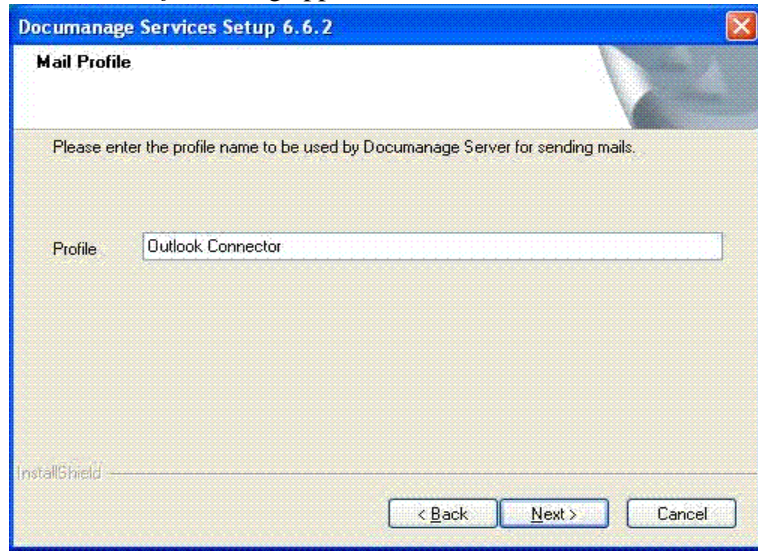 Documanage Services Setup 6.6.2
Mail Profile
Please enter the profile name to be used by Documanage Server for sending mails.
Profile
Outlook Connector
InstallShield
< Back
Next >
Cancel